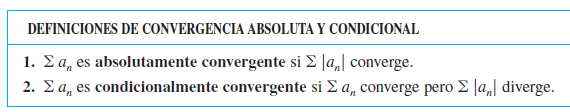 DEFINICIONES DE CONVERGENCIA ABSOLUTA Y CONDICIONAL
1. Σ aₙ es absolutamente convergente si Σ |aₙ| converge.
2. Σ aₙ es condicionalmente convergente si Σ aₙ converge pero Σ |aₙ| diverge.